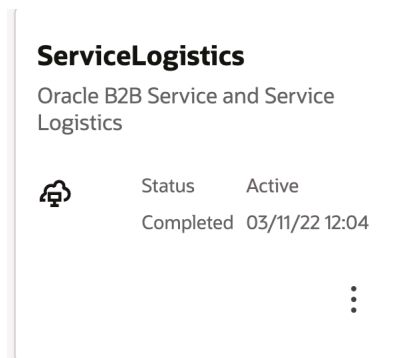 ServiceLogistics
Oracle B2B Service and Service
Logistics
Status Active
Completed 03/11/22 12:04